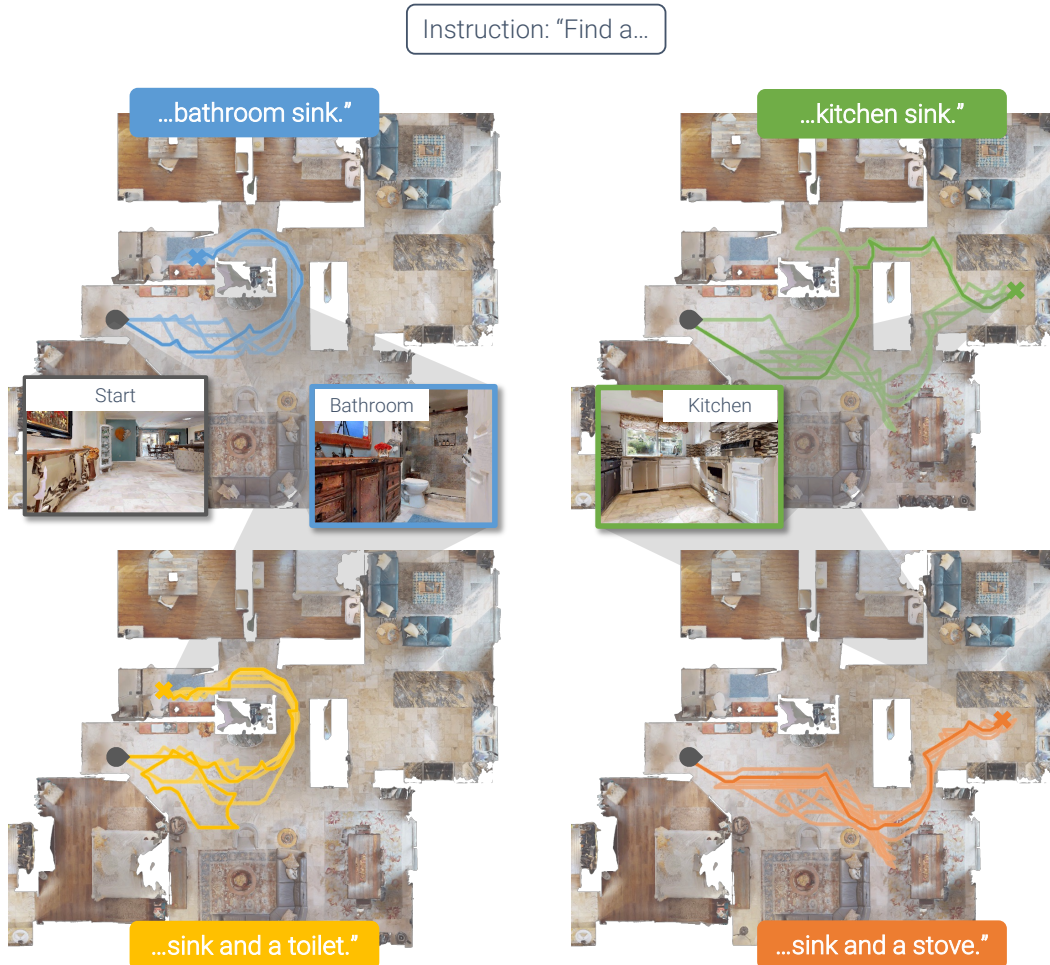 Instruction: “Find a...
...bathroom sink.”
...kitchen sink.”
Start
Bathroom
Kitchen
...sink and a toilet.”
...sink and a stove.”